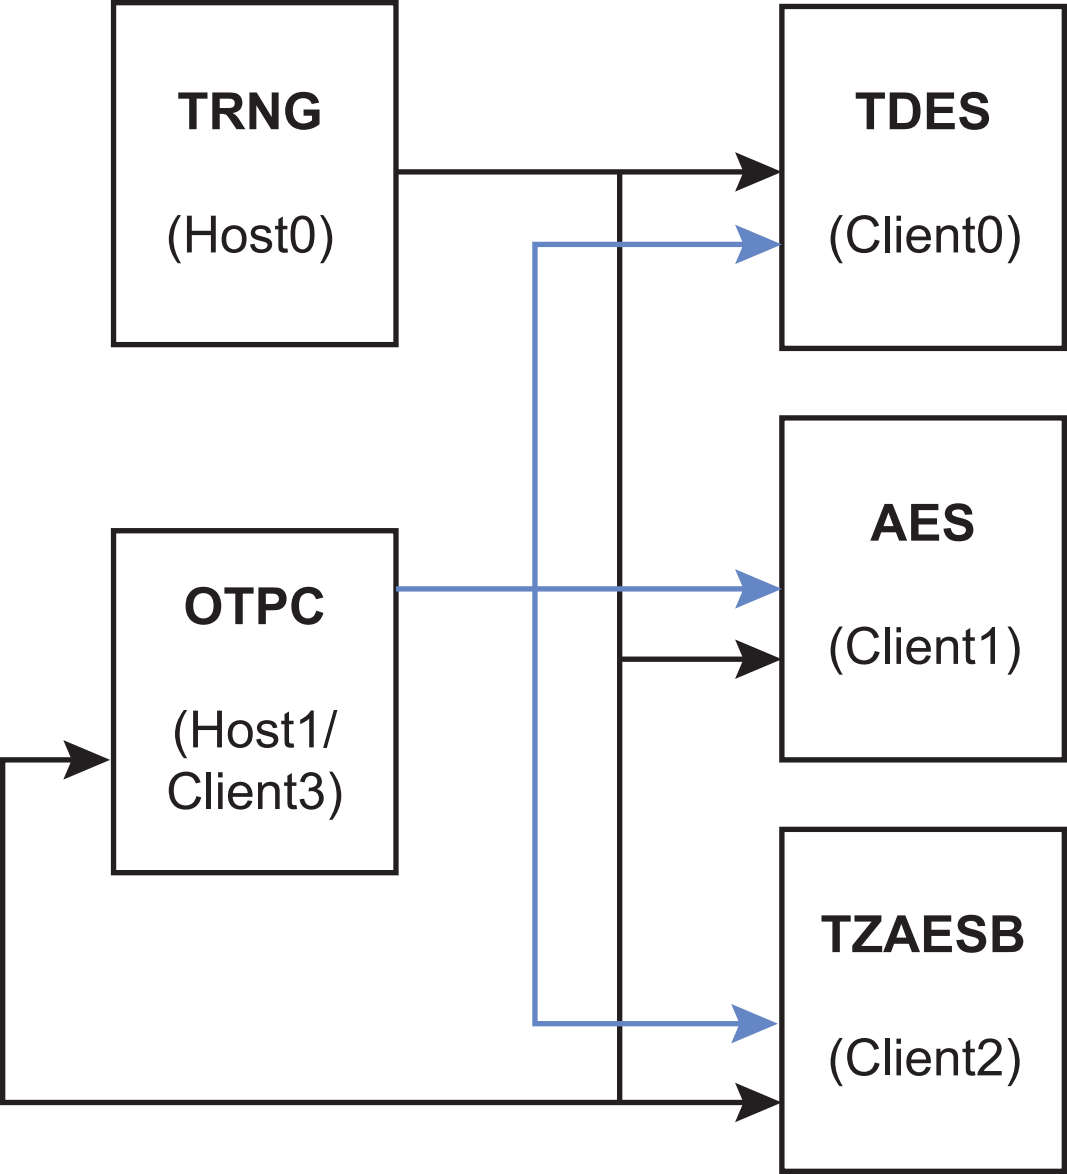 TRNG
(Host0)
TDES
(Client0)
AES
(Client1)
OTPC
(Host1/
Client3)
TZAESB
(Client2)